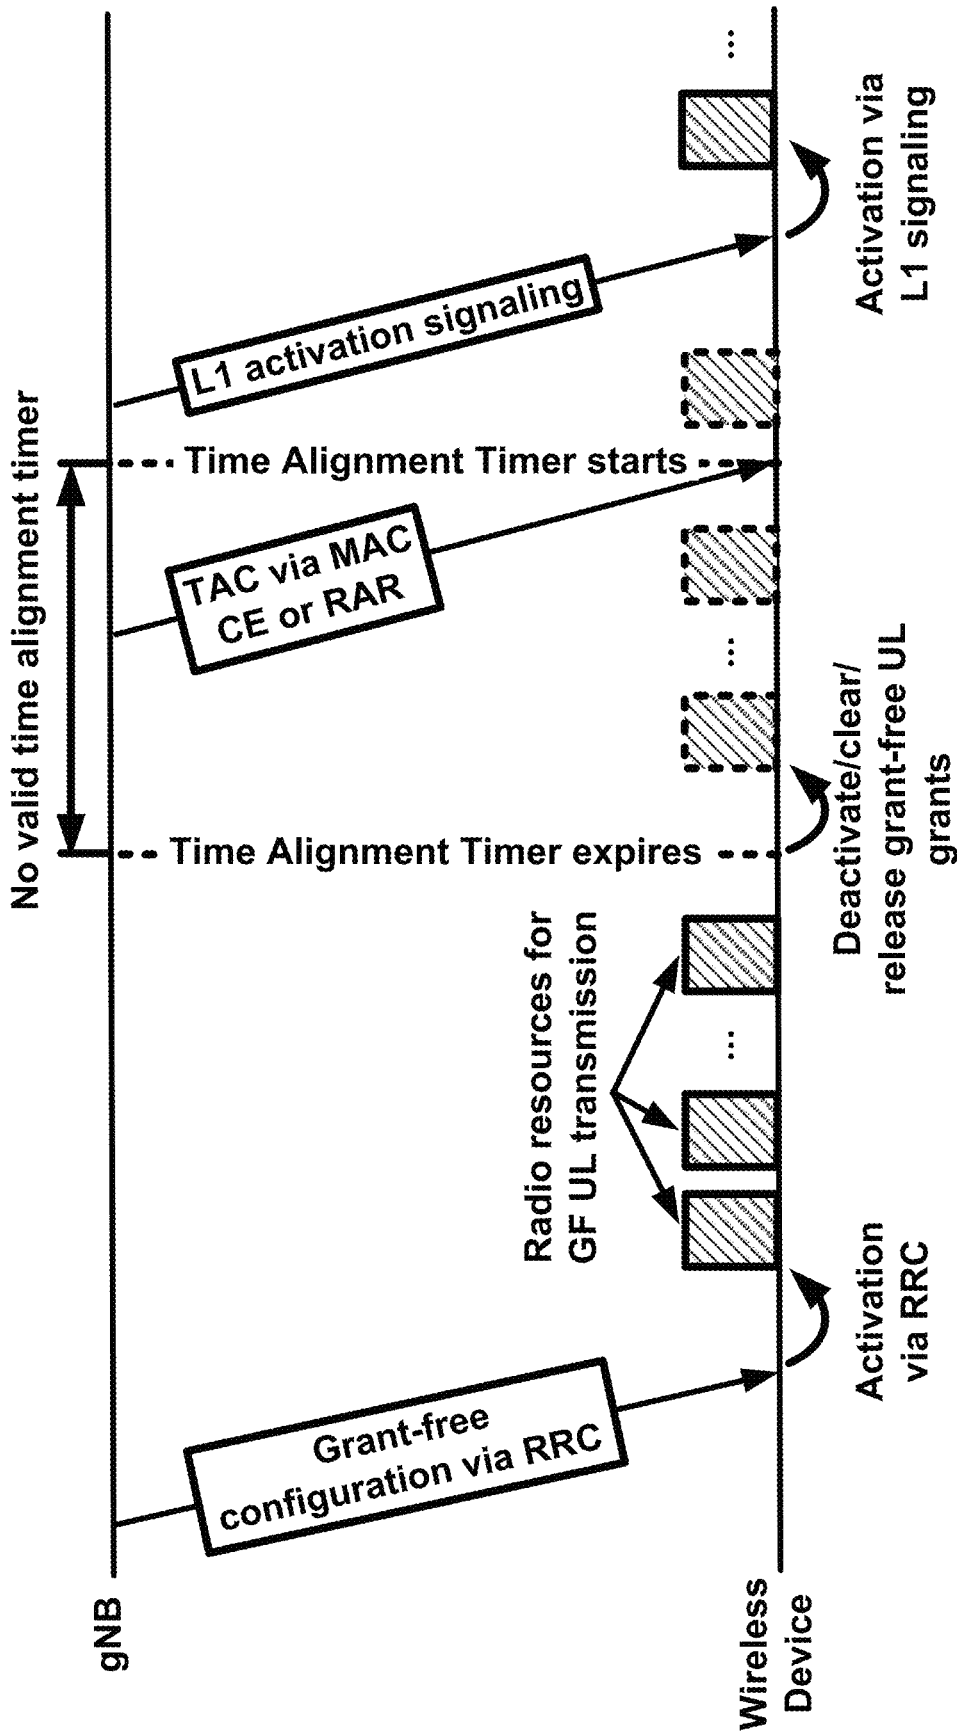 No valid time alignment timer
gNB
Grant-free
configuration via RRC
TAC via MAC
CE or RAR
L1 activation signaling
Time Alignment Timer expires
Time Alignment Timer starts
Radio resources for
GF UL transmission
...
...
...
Wireless
Device
Activation
via RRC
Deactivate/clear/
release grant-free UL
grants
Activation via
L1 signaling